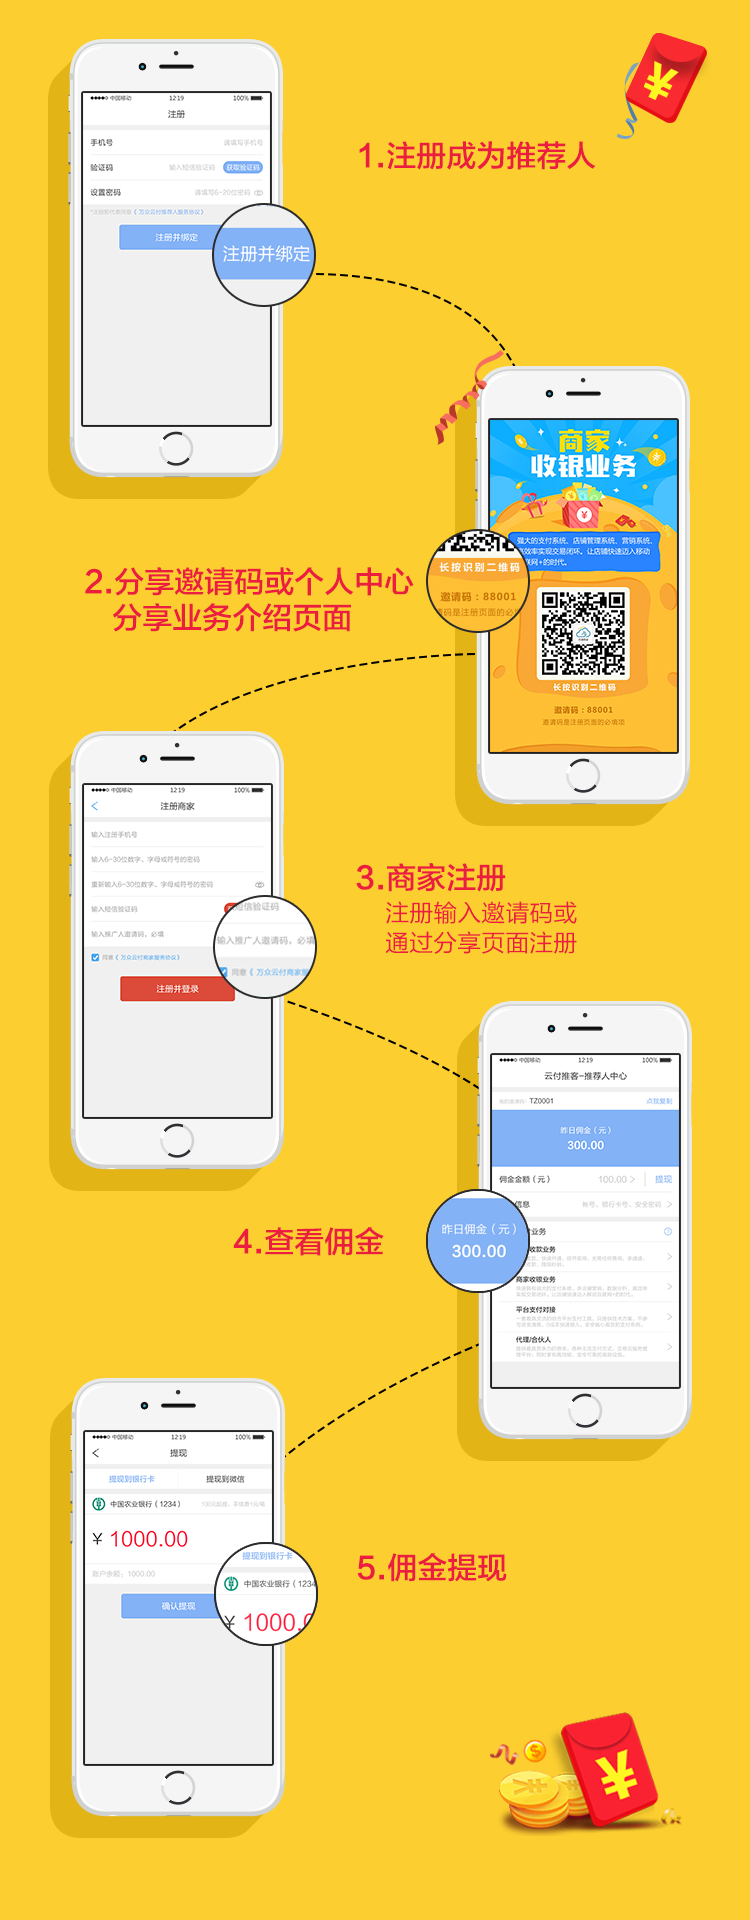 中国移动 12:19 100%
注册
手机号 请填写手机号
验证码 输入短信验证码 获取验证码
设置密码 请填写6-20位密码
*注册即代表同意《万众云付推荐人服务协议》
注册并绑定
注册并绑定
1.注册成为推荐人
¥
商家
收银业务
¥
强大的支付系统、店铺管理系统、营销系统,
高效率实现交易闭环。让店铺快速迈入移动
互联网+的时代。
长按识别二维码
邀请码:88001
邀请码是注册页面的必填项
长按识别二维码
邀请码:88001
码是注册页面的必
2.分享邀请码或个人中心
分享业务介绍页面
中国移动 12:19 100%
注册商家
输入注册手机号
输入6-30位数字、字母或符号的密码
重新输入6-30位数字、字母或符号的密码
输入短信验证码
输入推广人邀请码,必填
同意《万众云付商家服务协议》
注册并登录
短信验证码
输入推广人邀请码,必填
同意《万众云付商家服
3.商家注册
注册输入邀请码或
通过分享页面注册
中国移动 12:19 100%
云付推客-推荐人中心
我的邀请码: TZ0001 点我复制
昨日佣金(元)
300.00
佣金金额(元) 100.00 > 提现
信息 帐号、银行卡号、安全密码 >
业务
收款业务
商家收银业务
平台支付对接
代理/合伙人
昨日佣金(元)
300.00
4.查看佣金
中国移动 12:19 100%
提现
提现到银行卡 提现到微信
中国农业银行(1234)
¥ 1000.00
账户余额:1000.00
确认提现
提现到银行卡
中国农业银行(1234
¥ 1000.0
5.佣金提现
¥